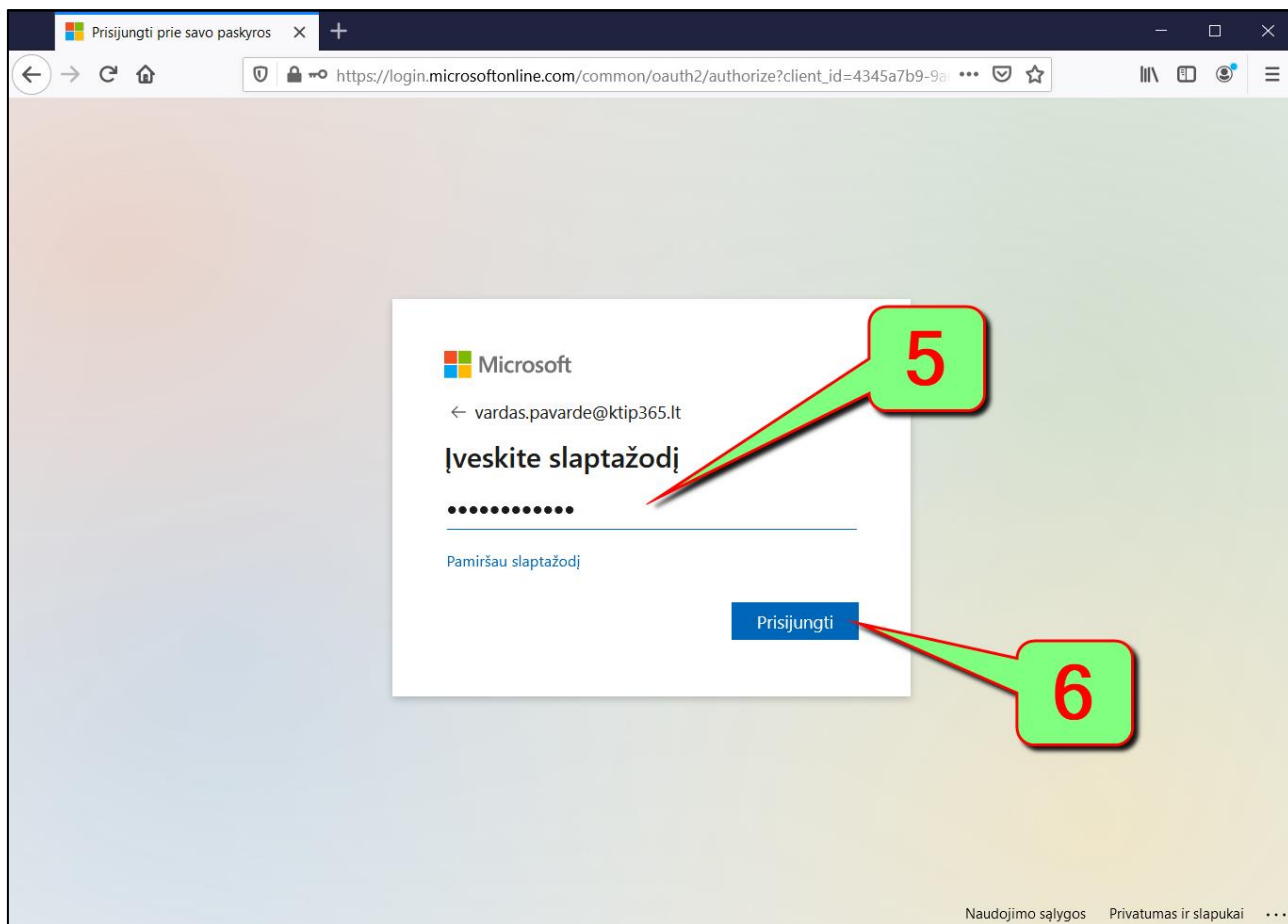 Prisijungti prie savo paskyros
https://login.microsoftonline.com/common/oauth2/authorize?client_id=4345a7b9-9a
Microsoft
← vardas.pavarde@ktip365.lt
Įveskite slaptažodį
••••••••••••
Pamiršau slaptažodį
Prisijungti
5
6
Naudojimo sąlygos Privatumas ir slapukai ...